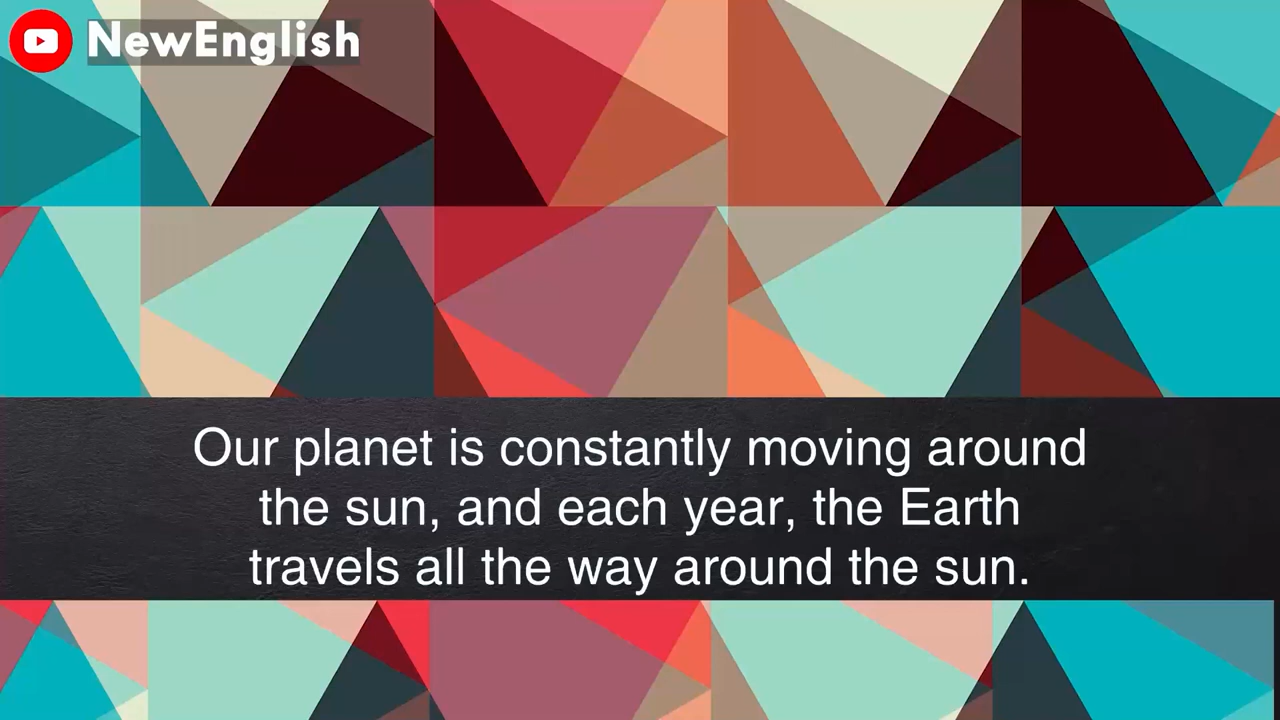 NewEnglish
Our planet is constantly moving around
the sun, and each year, the Earth
travels all the way around the sun.